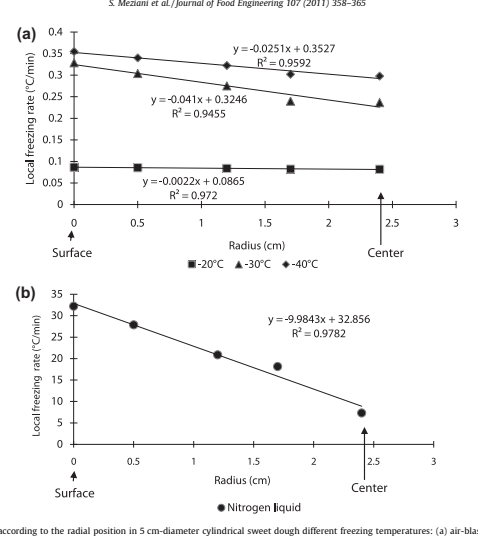 S. Meziani et al./Journal of Food Engineering 107 (2011) 358–365
(a)
Local freezing rate (°C/min)
0.4
0.35
0.3
0.25
0.2
0.15
0.1
0.05
0
y = -0.0251x + 0.3527
R² = 0.9592
y = -0.041x + 0.3246
R² = 0.9455
y = -0.0022x + 0.0865
R² = 0.972
0 0.5 1 1.5 2 2.5 3
Radius (cm)
Surface
Center
-20°C -30°C -40°C
(b)
Local freezing rate (°C/min)
35
30
25
20
15
10
5
0
y = -9.9843x + 32.856
R² = 0.9782
0 0.5 1 1.5 2 2.5 3
Radius (cm)
Surface
Center
Nitrogen liquid
according to the radial position in 5 cm-diameter cylindrical sweet dough different freezing temperatures: (a) air-blas